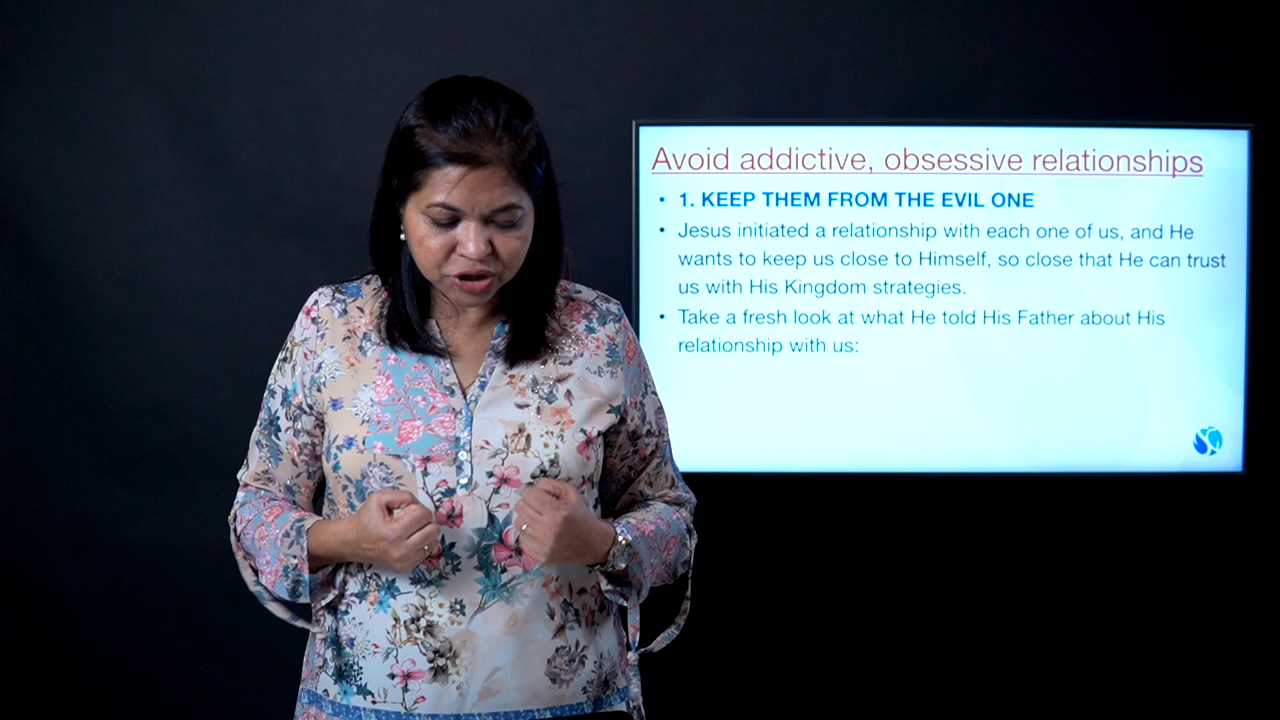 Avoid addictive, obsessive relationships
• 1. KEEP THEM FROM THE EVIL ONE
• Jesus initiated a relationship with each one of us, and He
wants to keep us close to Himself, so close that He can trust
us with His Kingdom strategies.
• Take a fresh look at what He told His Father about His
relationship with us: